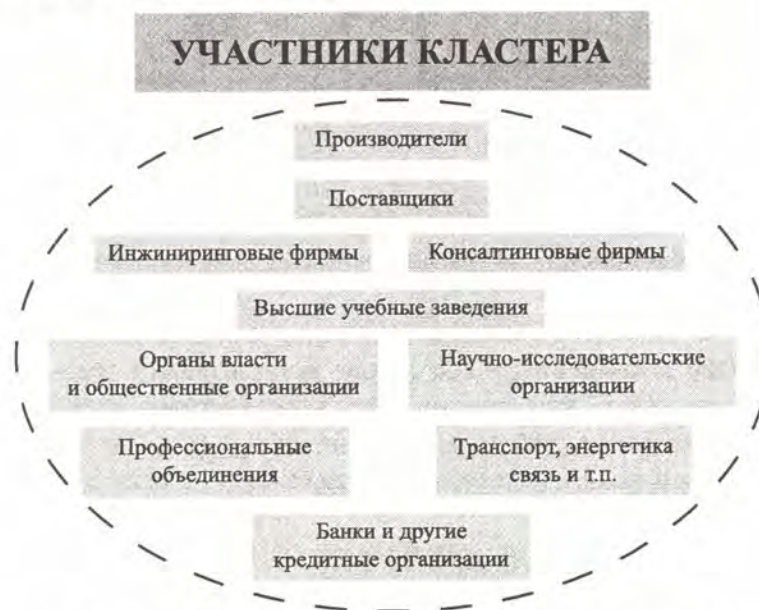 УЧАСТНИКИ КЛАСТЕРА
Производители
Поставщики
Инжиниринговые фирмы
Консалтинговые фирмы
Высшие учебные заведения
Органы власти
и общественные организации
Научно-исследовательские
организации
Профессиональные
объединения
Транспорт, энергетика
связь и т.п.
Банки и другие
кредитные организации